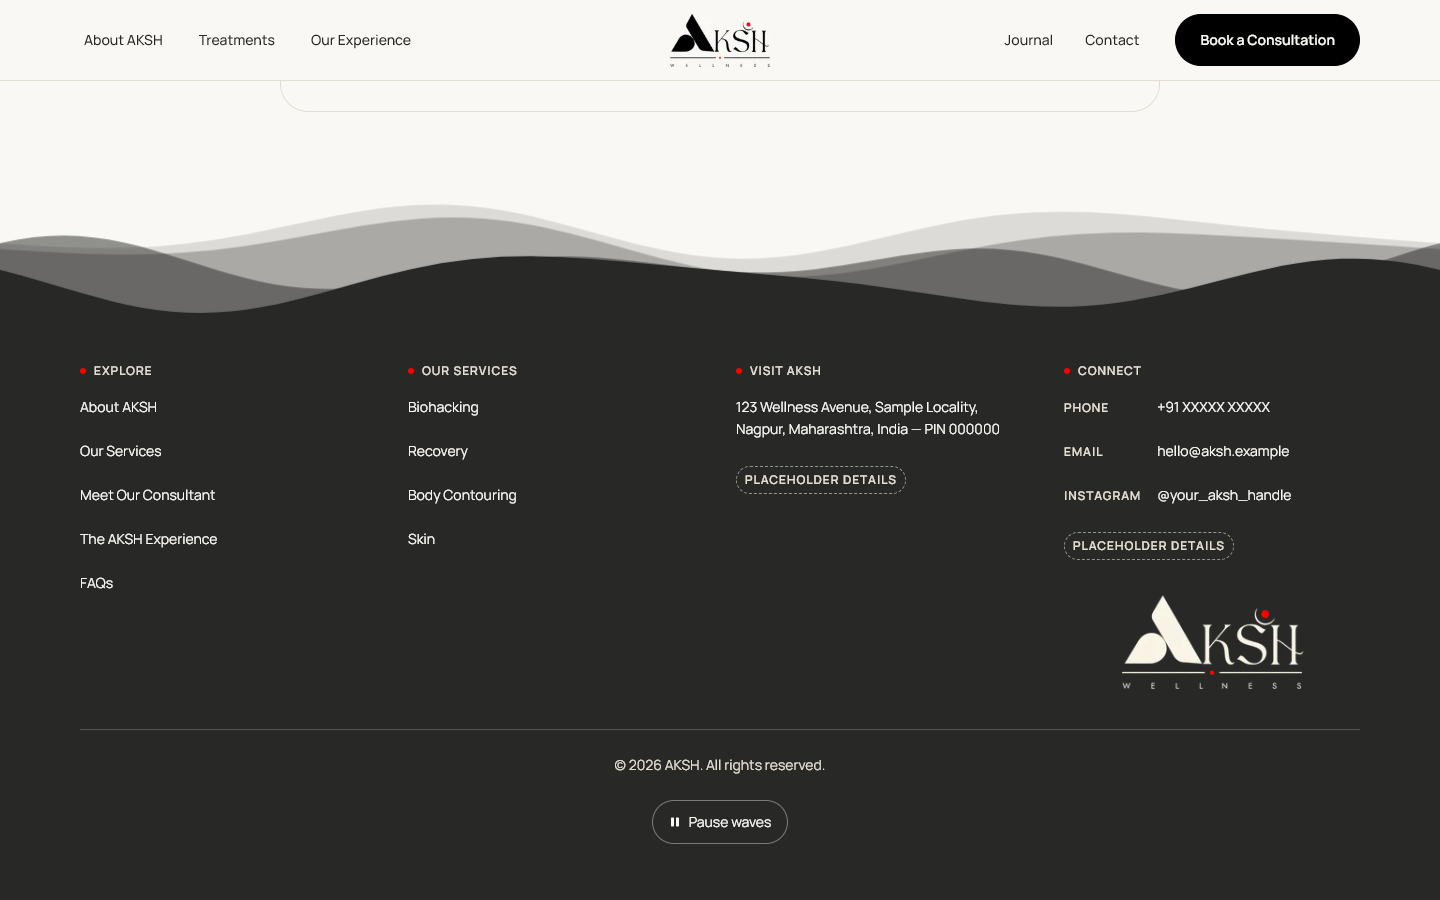 About AKSH
Treatments
Our Experience
AKSH
WELLNESS
Journal
Contact
Book a Consultation
EXPLORE
About AKSH
Our Services
Meet Our Consultant
The AKSH Experience
FAQs
OUR SERVICES
Biohacking
Recovery
Body Contouring
Skin
VISIT AKSH
123 Wellness Avenue, Sample Locality,
Nagpur, Maharashtra, India — PIN 000000
PLACEHOLDER DETAILS
CONNECT
PHONE +91 XXXXX XXXXX
EMAIL hello@aksh.example
INSTAGRAM @your_aksh_handle
PLACEHOLDER DETAILS
AKSH
WELLNESS
© 2026 AKSH. All rights reserved.
Pause waves